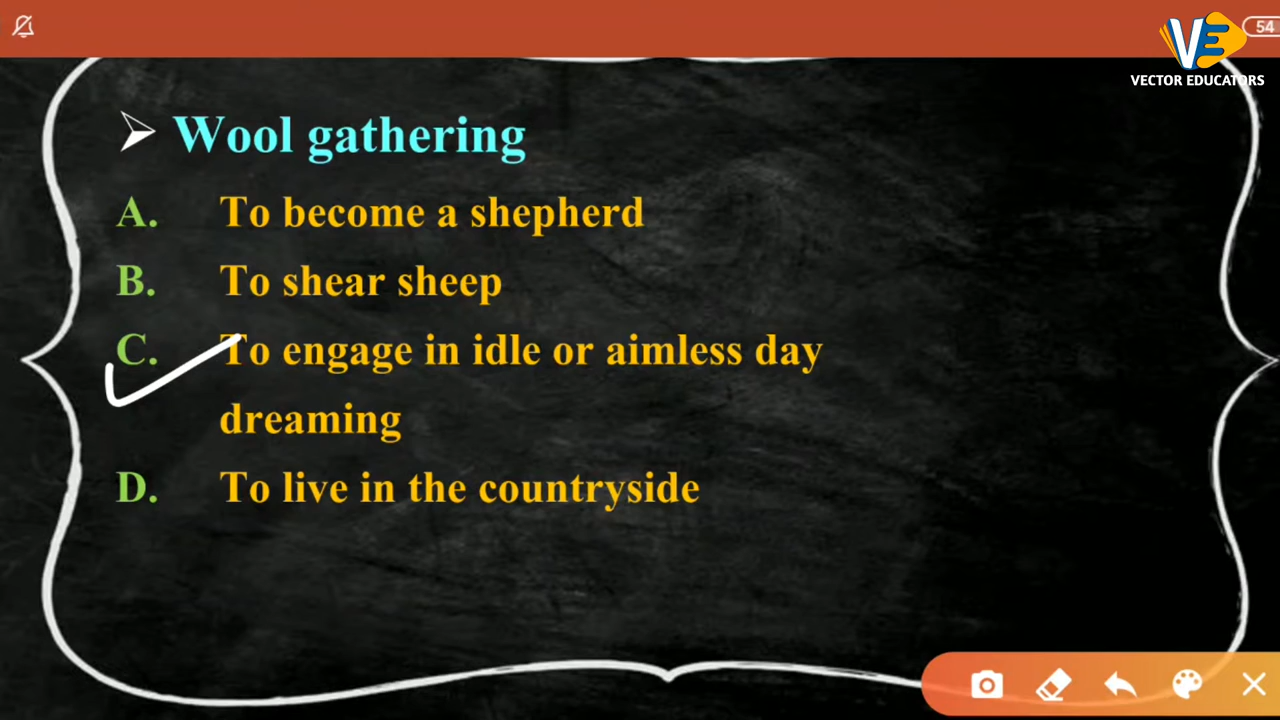 54
VE
VECTOR EDUCATORS
Wool gathering
A. To become a shepherd
B. To shear sheep
C. To engage in idle or aimless day
dreaming
D. To live in the countryside